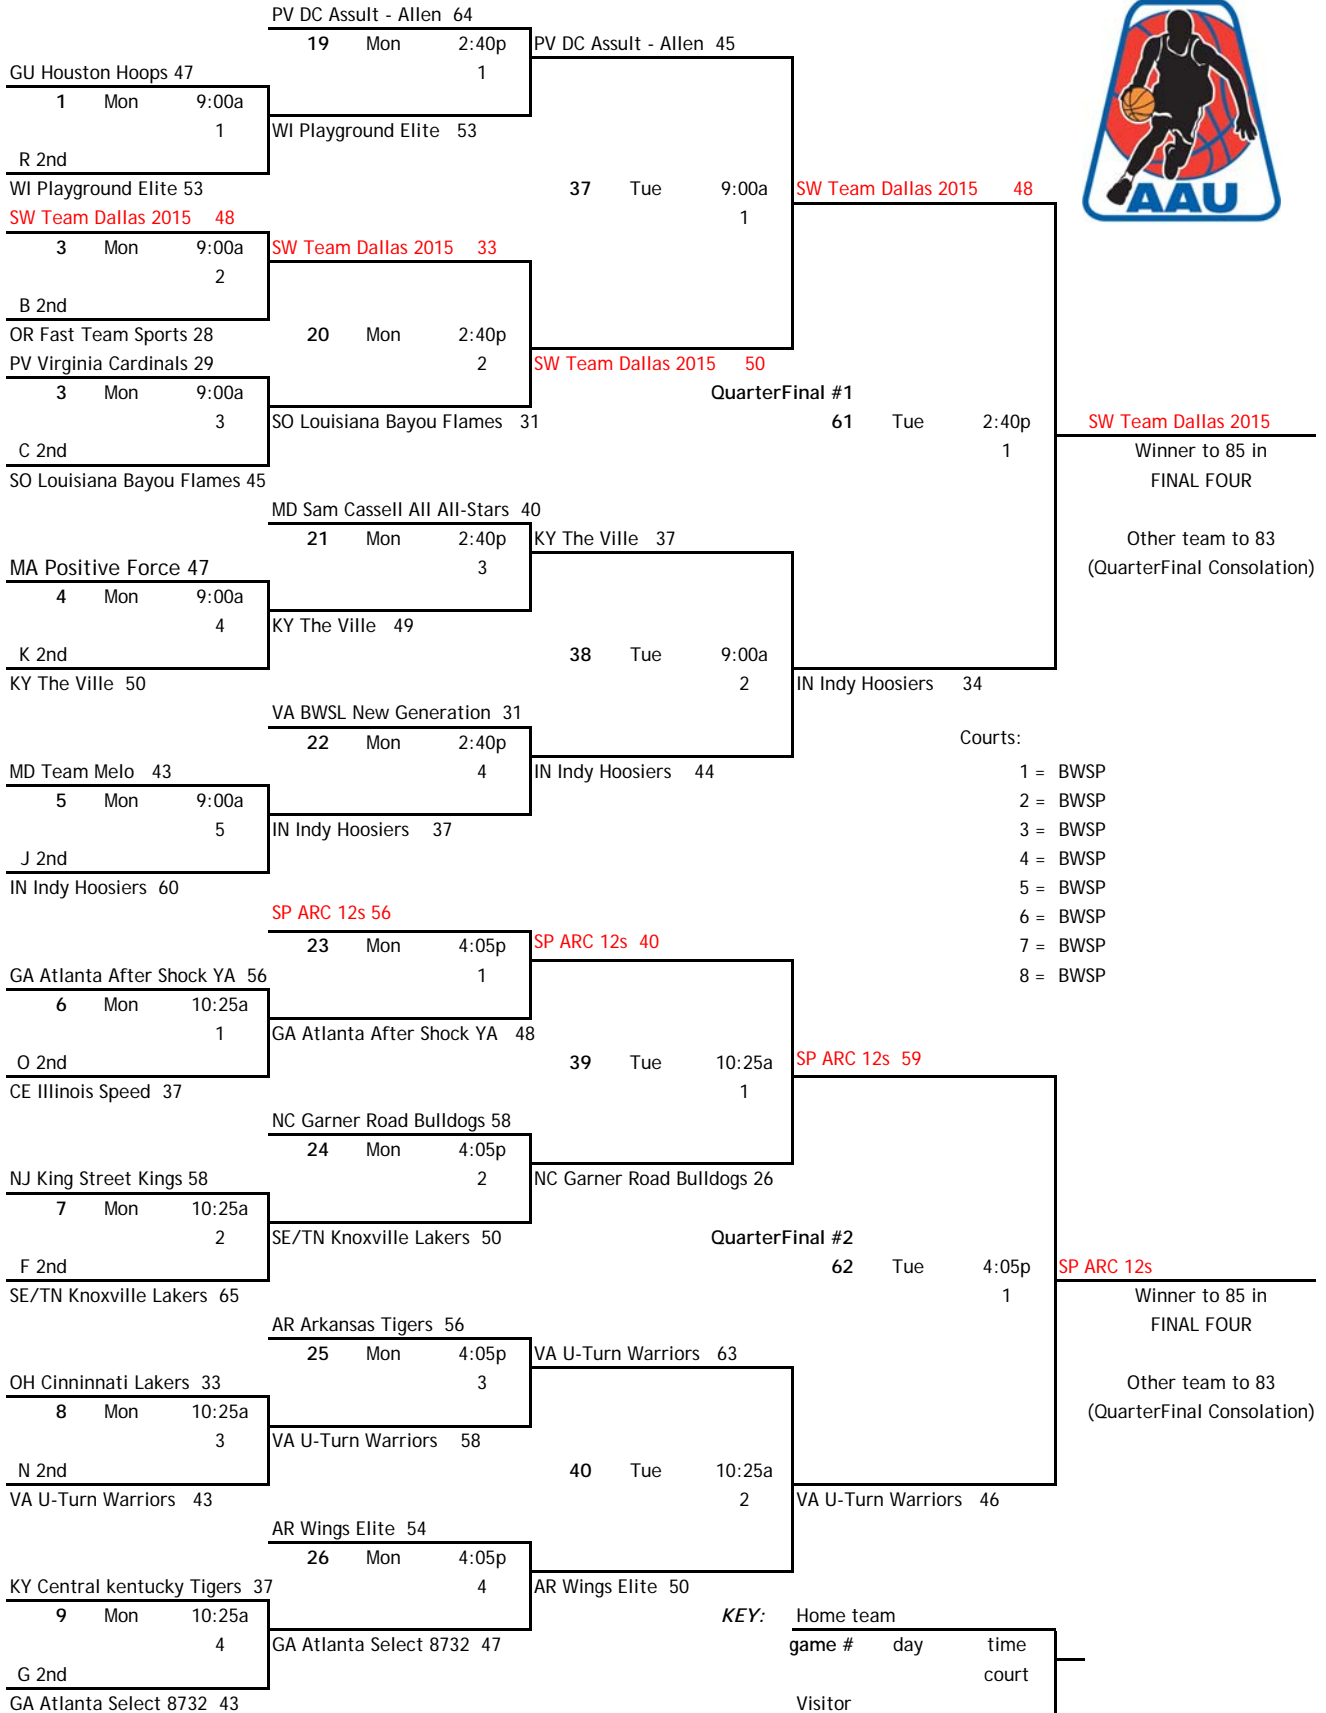 PV DC Assult - Allen 64
19 Mon 2:40p
PV DC Assult - Allen 45
1
GU Houston Hoops 47
1 Mon 9:00a
1
WI Playground Elite 53
R 2nd
WI Playground Elite 53
37 Tue 9:00a
SW Team Dallas 2015 48
1
SW Team Dallas 2015 48
3 Mon 9:00a
SW Team Dallas 2015 33
2
B 2nd
OR Fast Team Sports 28
20 Mon 2:40p
2
SW Team Dallas 2015 50
PV Virginia Cardinals 29
3 Mon 9:00a
3
SO Louisiana Bayou Flames 31
C 2nd
SO Louisiana Bayou Flames 45
QuarterFinal #1
61 Tue 2:40p
1
SW Team Dallas 2015
Winner to 85 in
FINAL FOUR
Other team to 83
(QuarterFinal Consolation)
MD Sam Cassell All All-Stars 40
21 Mon 2:40p
KY The Ville 37
3
MA Positive Force 47
4 Mon 9:00a
4
KY The Ville 49
K 2nd
KY The Ville 50
38 Tue 9:00a
2
IN Indy Hoosiers 34
VA BWSL New Generation 31
22 Mon 2:40p
4
IN Indy Hoosiers 44
MD Team Melo 43
5 Mon 9:00a
5
IN Indy Hoosiers 37
J 2nd
IN Indy Hoosiers 60
Courts:
1 = BWSP
2 = BWSP
3 = BWSP
4 = BWSP
5 = BWSP
6 = BWSP
7 = BWSP
8 = BWSP
SP ARC 12s 56
23 Mon 4:05p
SP ARC 12s 40
1
GA Atlanta After Shock YA 56
6 Mon 10:25a
1
GA Atlanta After Shock YA 48
O 2nd
CE Illinois Speed 37
39 Tue 10:25a
SP ARC 12s 59
1
NC Garner Road Bulldogs 58
24 Mon 4:05p
2
NC Garner Road Bulldogs 26
NJ King Street Kings 58
7 Mon 10:25a
2
SE/TN Knoxville Lakers 50
F 2nd
SE/TN Knoxville Lakers 65
QuarterFinal #2
62 Tue 4:05p
1
SP ARC 12s
Winner to 85 in
FINAL FOUR
Other team to 83
(QuarterFinal Consolation)
AR Arkansas Tigers 56
25 Mon 4:05p
VA U-Turn Warriors 63
3
OH Cinninnati Lakers 33
8 Mon 10:25a
3
VA U-Turn Warriors 58
N 2nd
VA U-Turn Warriors 43
40 Tue 10:25a
2
VA U-Turn Warriors 46
AR Wings Elite 54
26 Mon 4:05p
4
AR Wings Elite 50
KY Central kentucky Tigers 37
9 Mon 10:25a
4
GA Atlanta Select 8732 47
G 2nd
GA Atlanta Select 8732 43
KEY: Home team
game # day time
court
Visitor
AAU